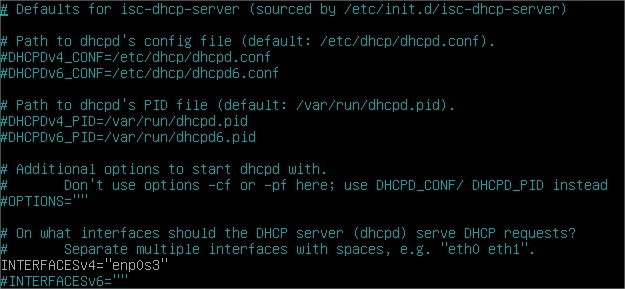 # Defaults for isc-dhcp-server (sourced by /etc/init.d/isc-dhcp-server)
# Path to dhcpd's config file (default: /etc/dhcp/dhcpd.conf).
#DHCPDv4_CONF=/etc/dhcp/dhcpd.conf
#DHCPDv6_CONF=/etc/dhcp/dhcpd6.conf
# Path to dhcpd's PID file (default: /var/run/dhcpd.pid).
#DHCPDv4_PID=/var/run/dhcpd.pid
#DHCPDv6_PID=/var/run/dhcpd6.pid
# Additional options to start dhcpd with.
#       Don't use options -cf or -pf here; use DHCPD_CONF/ DHCPD_PID instead
#OPTIONS=""
# On what interfaces should the DHCP server (dhcpd) serve DHCP requests?
#       Separate multiple interfaces with spaces, e.g. "eth0 eth1".
INTERFACESv4="enp0s3"
#INTERFACESv6=""